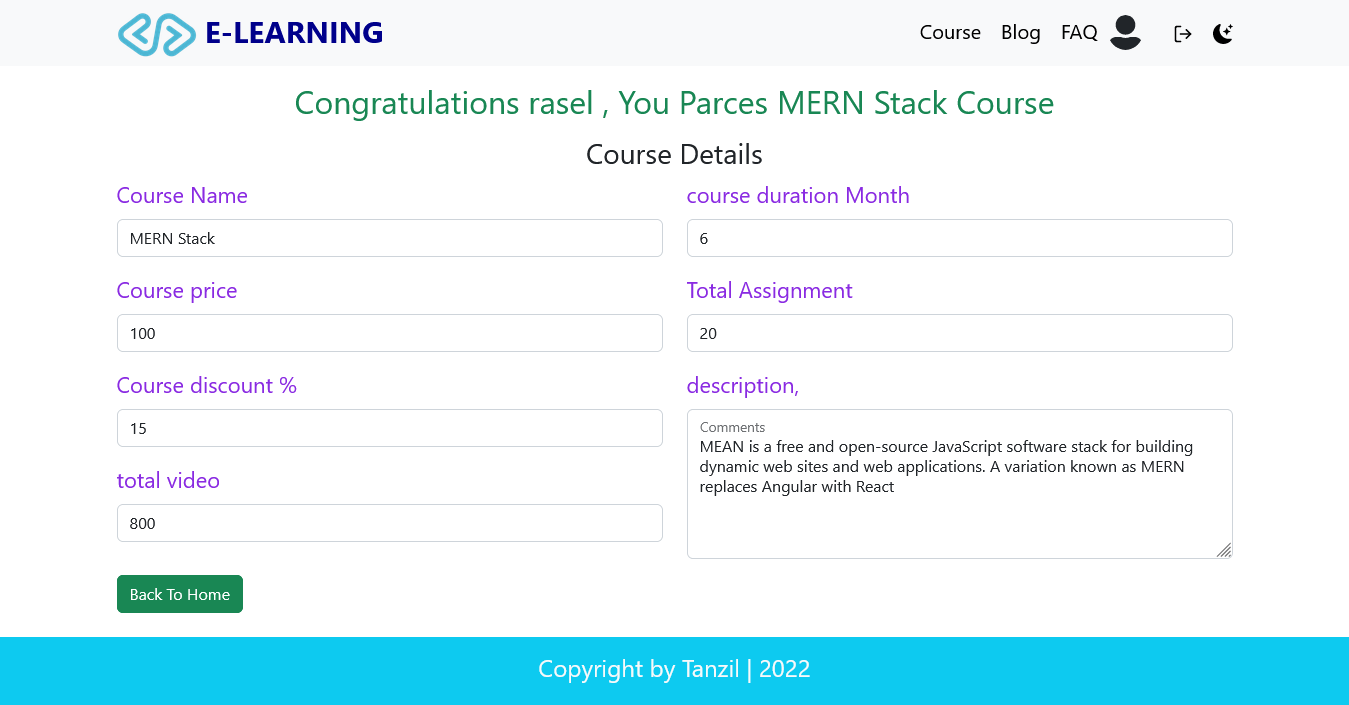 E-LEARNING
Course Blog FAQ
Congratulations rasel , You Parces MERN Stack Course
Course Details
Course Name
MERN Stack
course duration Month
6
Course price
100
Total Assignment
20
Course discount %
15
total video
800
description,
Comments
MEAN is a free and open-source JavaScript software stack for building
dynamic web sites and web applications. A variation known as MERN
replaces Angular with React
Back To Home
Copyright by Tanzil | 2022